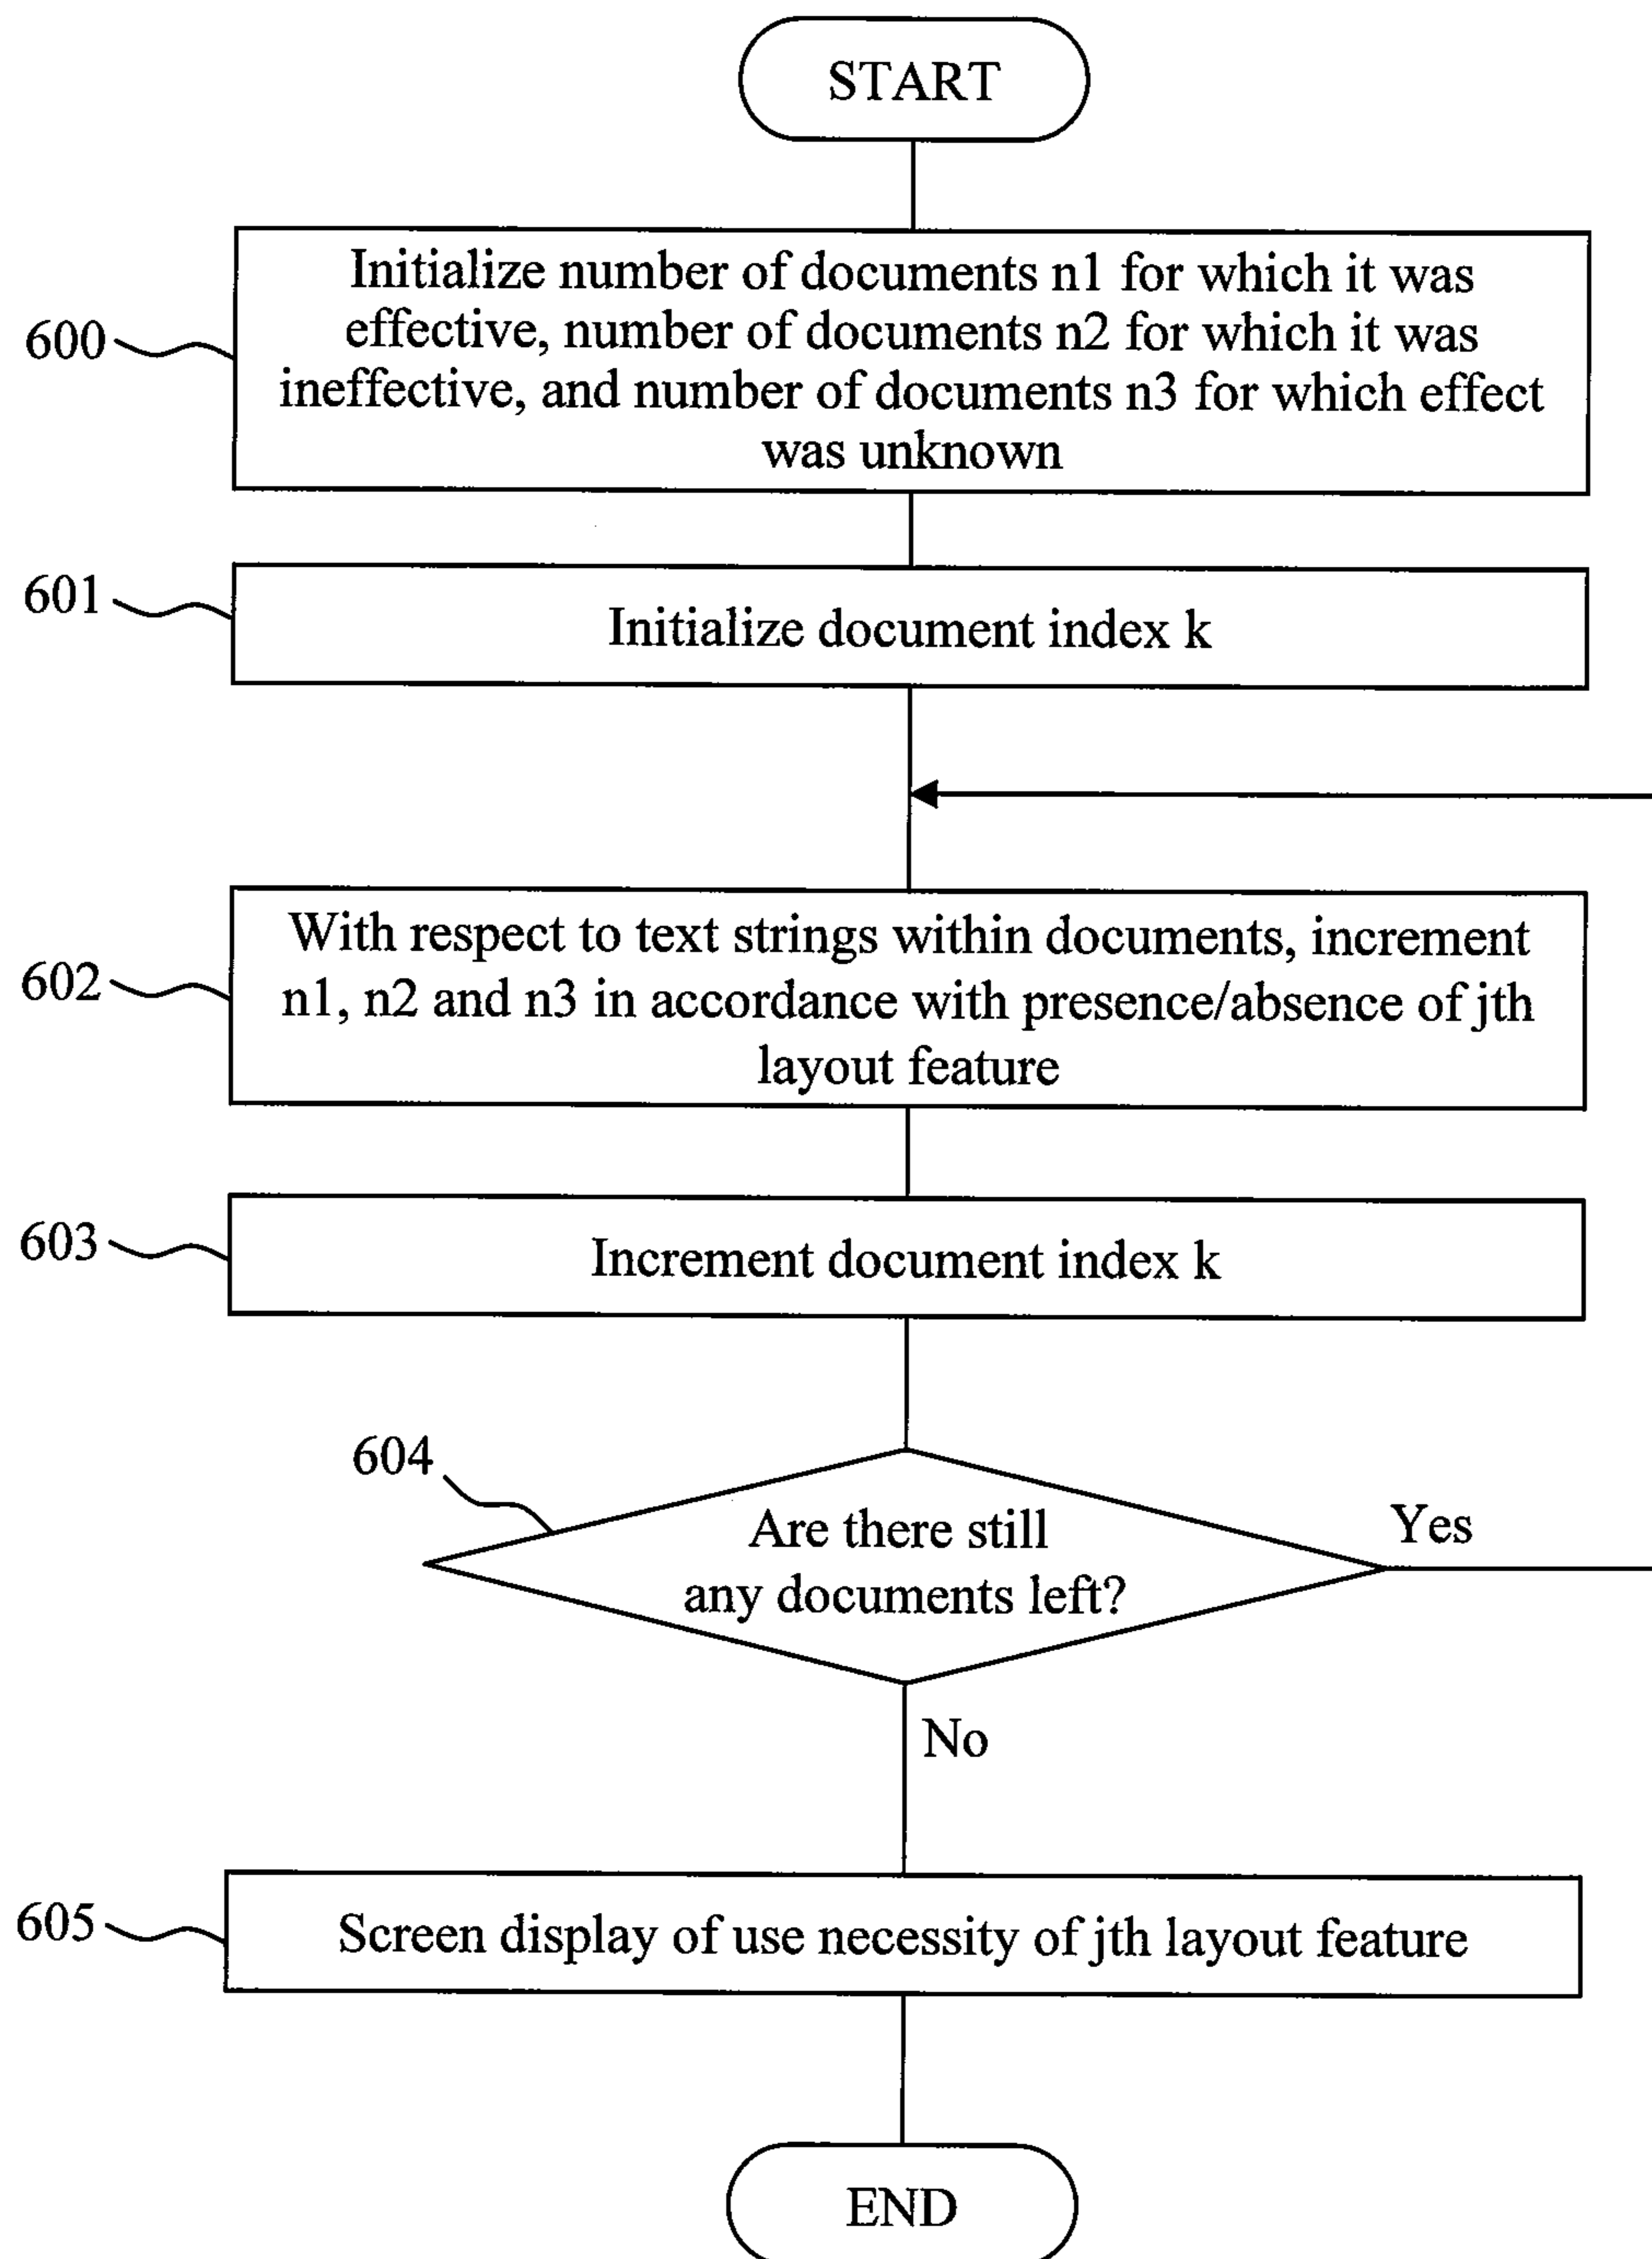 START
600
Initialize number of documents n1 for which it was
effective, number of documents n2 for which it was
ineffective, and number of documents n3 for which effect
was unknown
601
Initialize document index k
602
With respect to text strings within documents, increment
n1, n2 and n3 in accordance with presence/absence of jth
layout feature
603
Increment document index k
604
Are there still
any documents left?
Yes
No
605
Screen display of use necessity of jth layout feature
END